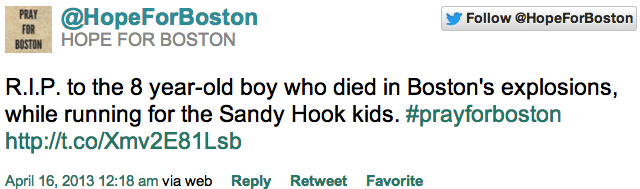 PRAY
FOR
BOSTON
@HopeForBoston
HOPE FOR BOSTON
Follow @HopeForBoston
R.I.P. to the 8 year-old boy who died in Boston's explosions,
while running for the Sandy Hook kids. #prayforboston
http://t.co/Xmv2E81Lsb
April 16, 2013 12:18 am via web Reply Retweet Favorite